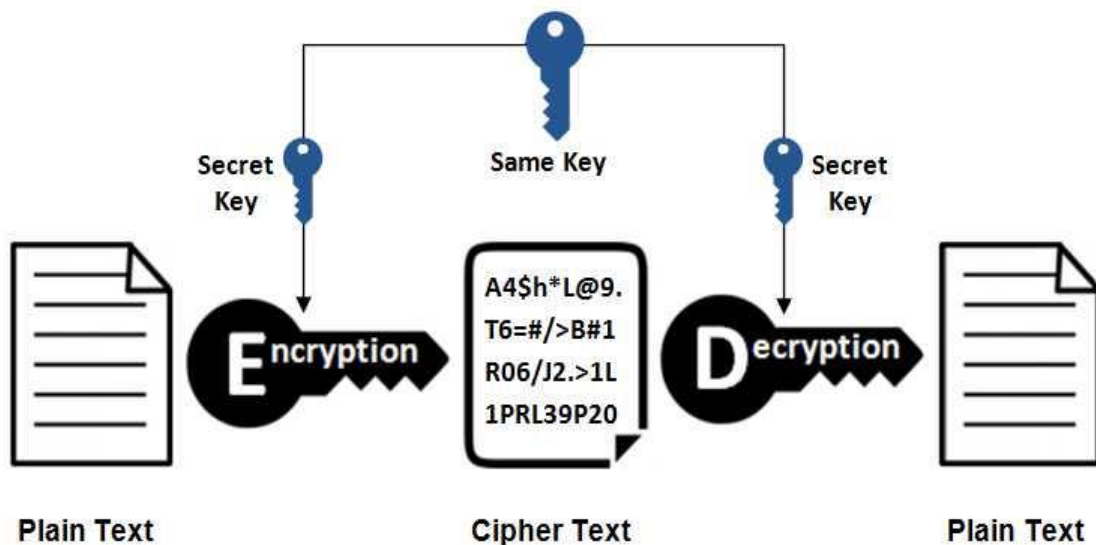 Same Key
Secret
Key
Secret
Key
Encryption
A4$h*L@9.
T6=#/>B#1
R06/J2.>1L
1PRL39P20
Decryption
Plain Text
Cipher Text
Plain Text